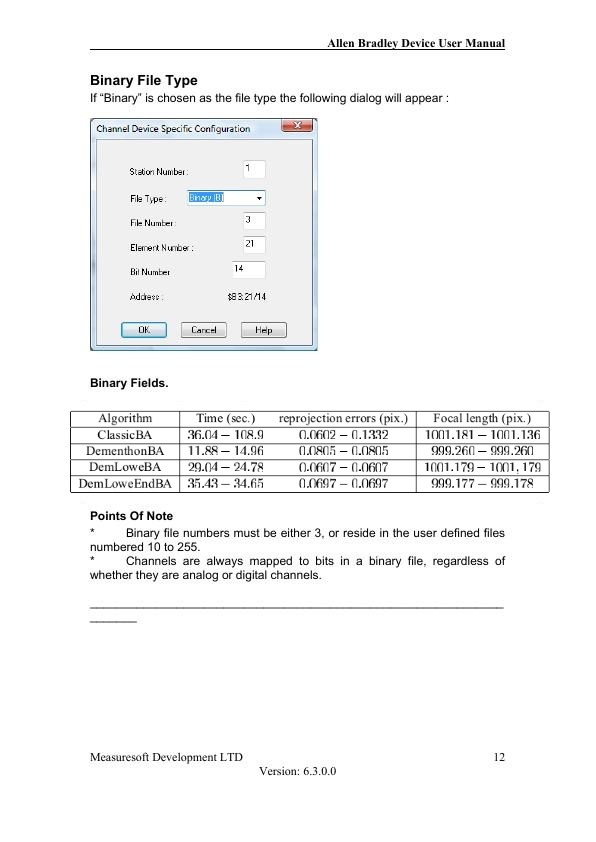 Allen Bradley Device User Manual
Binary File Type
If “Binary” is chosen as the file type the following dialog will appear :
Channel Device Specific Configuration
Station Number: 1
File Type : Binary (B)
File Number : 3
Element Number : 21
Bit Number 14
Address : $B3:21/14
OK Cancel Help
Binary Fields.
Algorithm Time (sec.) reprojection errors (pix.) Focal length (pix.)
ClassicBA 36.04 – 108.9 0.0602 – 0.1332 1001.181 – 1001.136
DementhonBA 11.88 – 14.96 0.0805 – 0.0805 999.260 – 999.260
DemLoweBA 29.04 – 24.78 0.0607 – 0.0607 1001.179 – 1001, 179
DemLoweEndBA 35.43 – 34.65 0.0697 – 0.0697 999.177 – 999.178
Points Of Note
* Binary file numbers must be either 3, or reside in the user defined files
numbered 10 to 255.
* Channels are always mapped to bits in a binary file, regardless of
whether they are analog or digital channels.
Measuresoft Development LTD 12
Version: 6.3.0.0